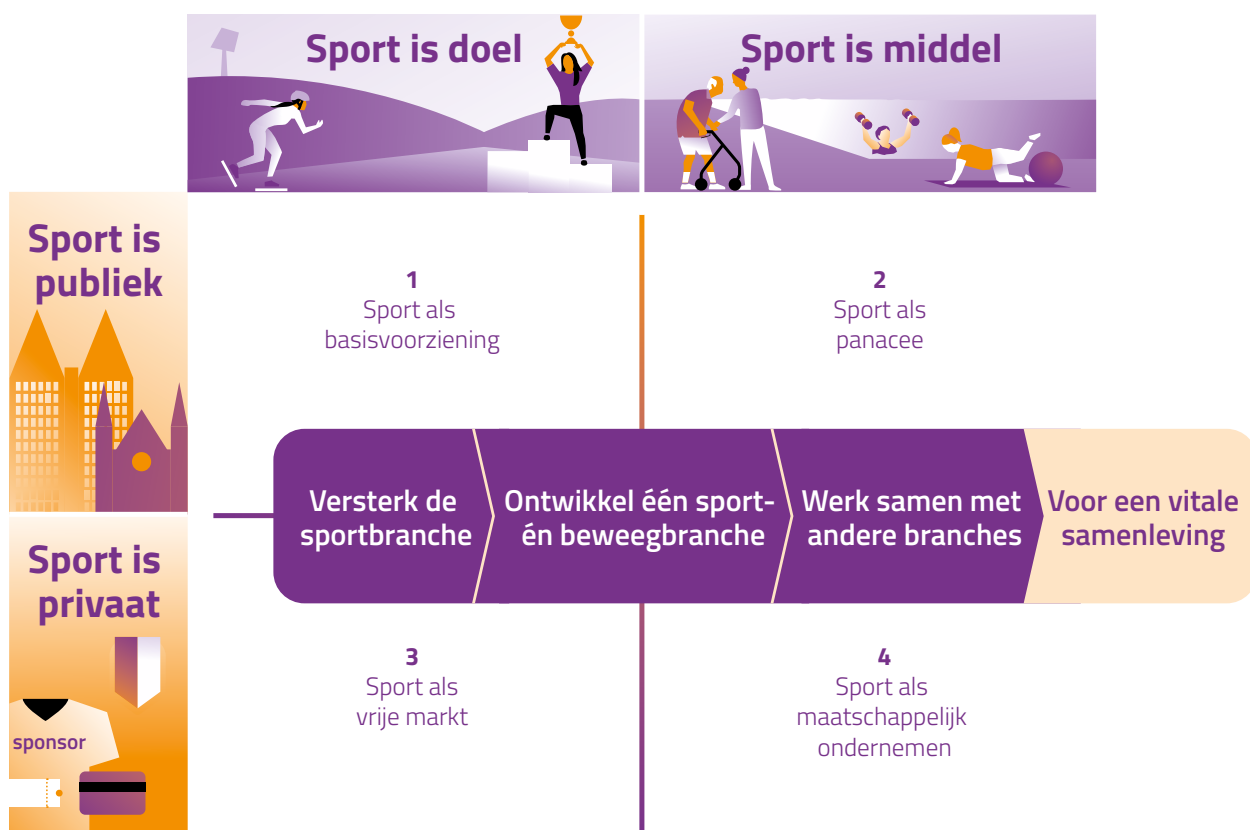 Sport is doel
Sport is middel
Sport is
publiek
1
Sport als
basisvoorziening
2
Sport als
panacee
Versterk de
sportbranche
Ontwikkel één sport-
én beweegbranche
Werk samen met
andere branches
Voor een vitale
samenleving
Sport is
privaat
sponsor
3
Sport als
vrije markt
4
Sport als
maatschappelijk
ondernemen